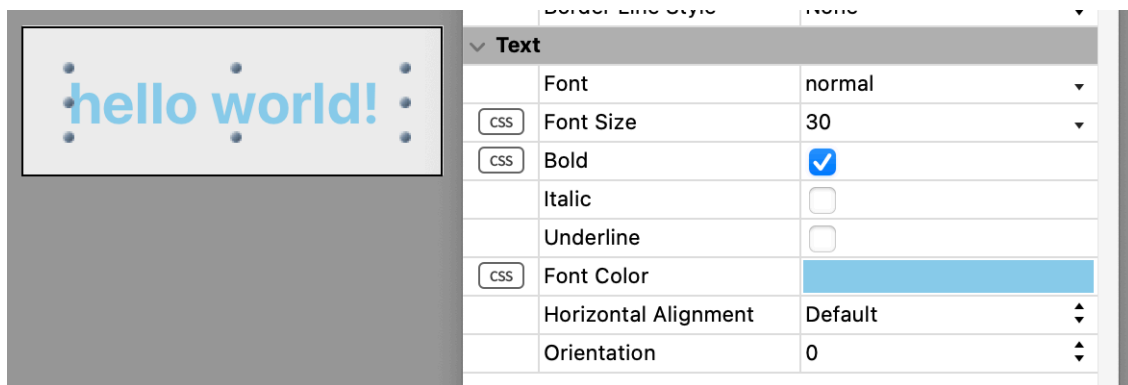 hello world!
Text
Font normal
css Font Size 30
css Bold
Italic
Underline
css Font Color
Horizontal Alignment Default
Orientation 0